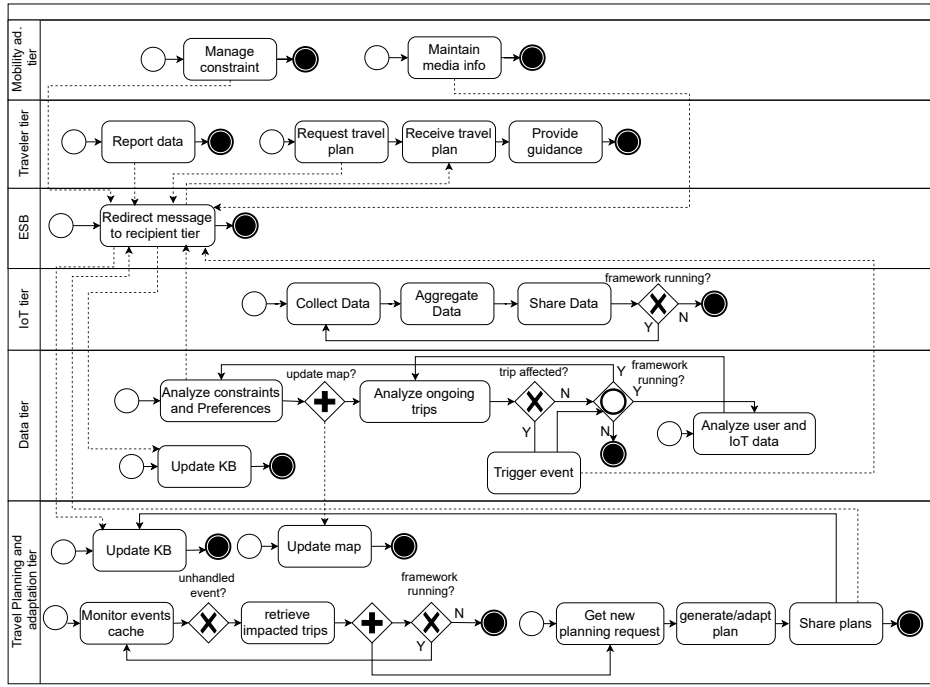 Mobility ad.
tier
Manage
constraint
Maintain
media info
Traveler tier
Report data
Request travel
plan
Receive travel
plan
Provide
guidance
ESB
Redirect message
to recipient tier
IoT tier
Collect Data
Aggregate
Data
Share Data
framework running?
Y
N
Data tier
Analyze constraints
and Preferences
update map?
Analyze ongoing
trips
trip affected?
N
Y
Y
framework
running?
Y
N
Analyze user and
IoT data
Trigger event
Update KB
Travel Planning and
adaptation tier
Update KB
Update map
unhandled
event?
framework
running?
Monitor events
cache
retrieve
impacted trips
N
Y
Get new
planning request
generate/adapt
plan
Share plans